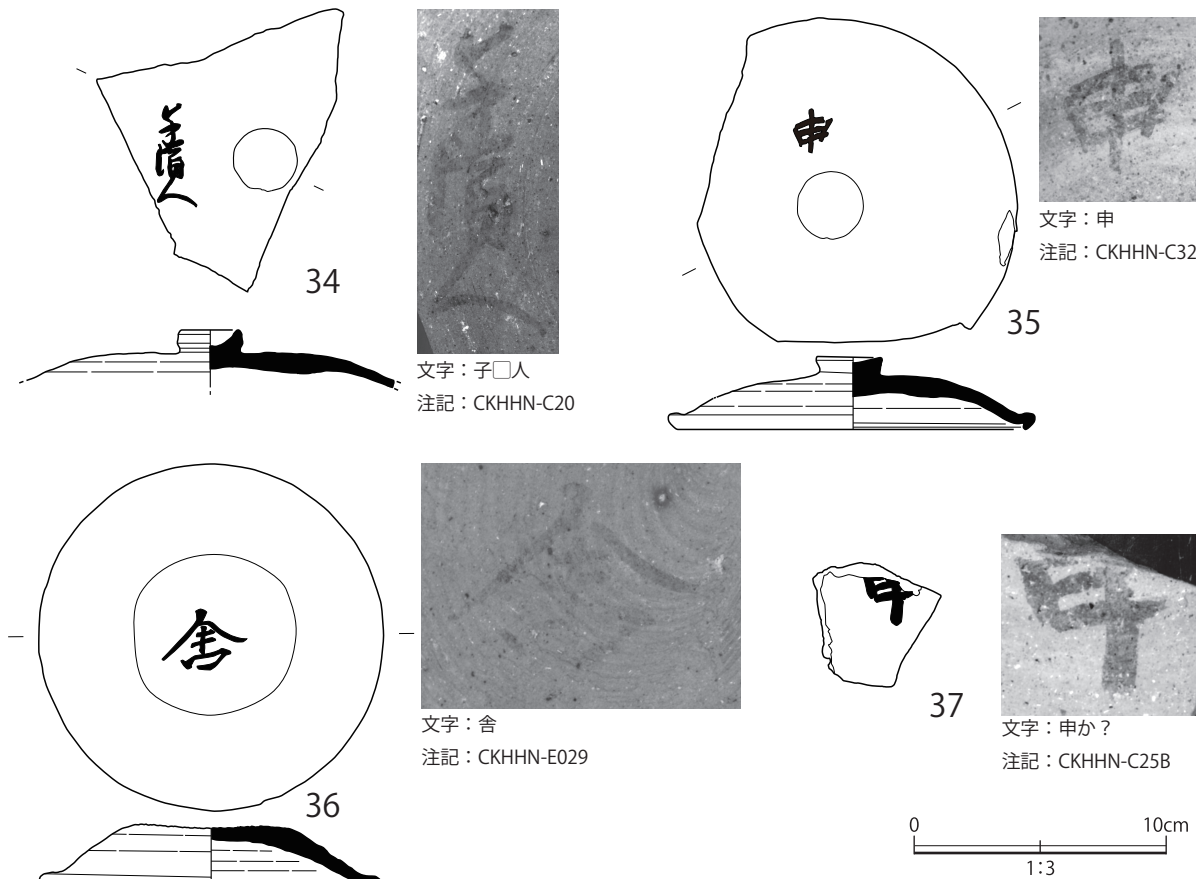 34
文字：子□人
注記：CKHHN-C20
申
35
文字：申
注記：CKHHN-C32
舎
36
文字：舎
注記：CKHHN-E029
37
文字：申か？
注記：CKHHN-C25B
0 10cm
1:3